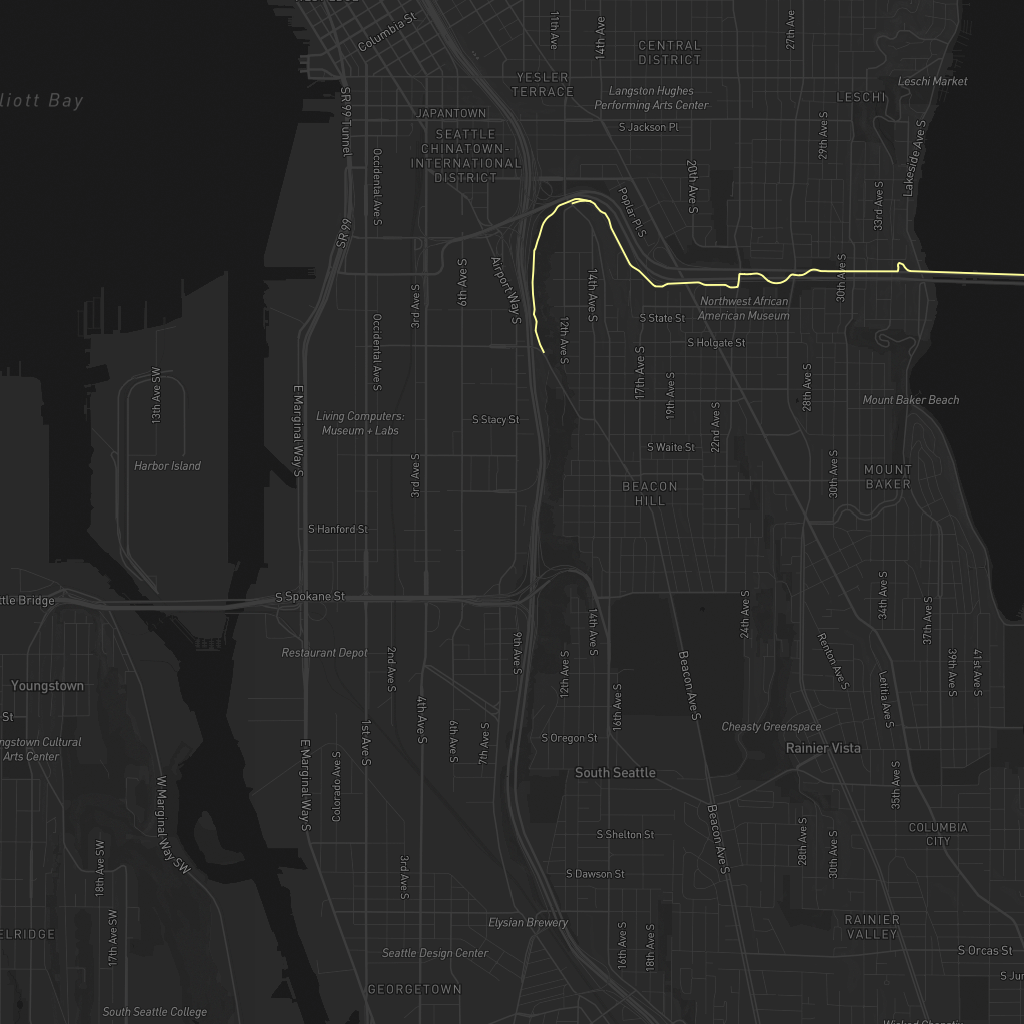 Columbia St
11th Ave
14th Ave
27th Ave
CENTRAL
DISTRICT
YESLER
TERRACE
Langston Hughes
Performing Arts Center
Leschi Market
LESCHI
liott Bay
SR 99 Tunnel
JAPANTOWN
S Jackson Pl
SEATTLE
CHINATOWN-
INTERNATIONAL
DISTRICT
29th Ave S
Lakeside Ave S
Occidental Ave S
20th Ave S
33rd Ave S
Poplar Pl S
SR 99
6th Ave S
Airport Way S
3rd Ave S
14th Ave S
30th Ave S
Northwest African
American Museum
S State St
12th Ave S
Occidental Ave S
S Holgate St
17th Ave S
19th Ave S
28th Ave S
13th Ave SW
Mount Baker Beach
E Marginal Way S
Living Computers:
Museum + Labs
S Stacy St
22nd Ave S
S Waite St
Harbor Island
3rd Ave S
30th Ave S
MOUNT
BAKER
BEACON
HILL
S Hanford St
ttle Bridge
S Spokane St
34th Ave S
24th Ave S
37th Ave S
14th Ave S
9th Ave S
Restaurant Depot
2nd Ave S
12th Ave S
Beacon Ave S
Renton Ave S
39th Ave S
41st Ave S
Youngstown
Letitia Ave S
St
4th Ave S
16th Ave S
1st Ave S
6th Ave S
7th Ave S
Cheasty Greenspace
S Oregon St
Rainier Vista
ngstown Cultural
Arts Center
South Seattle
E Marginal Way S
Colorado Ave S
35th Ave S
W Marginal Way SW
Beacon Ave S
S Shelton St
28th Ave S
30th Ave S
COLUMBIA
CITY
18th Ave SW
3rd Ave S
S Dawson St
Elysian Brewery
RAINIER
VALLEY
ELRIDGE
17th Ave SW
16th Ave S
18th Ave S
Seattle Design Center
S Orcas St
S Jun
GEORGETOWN
South Seattle College